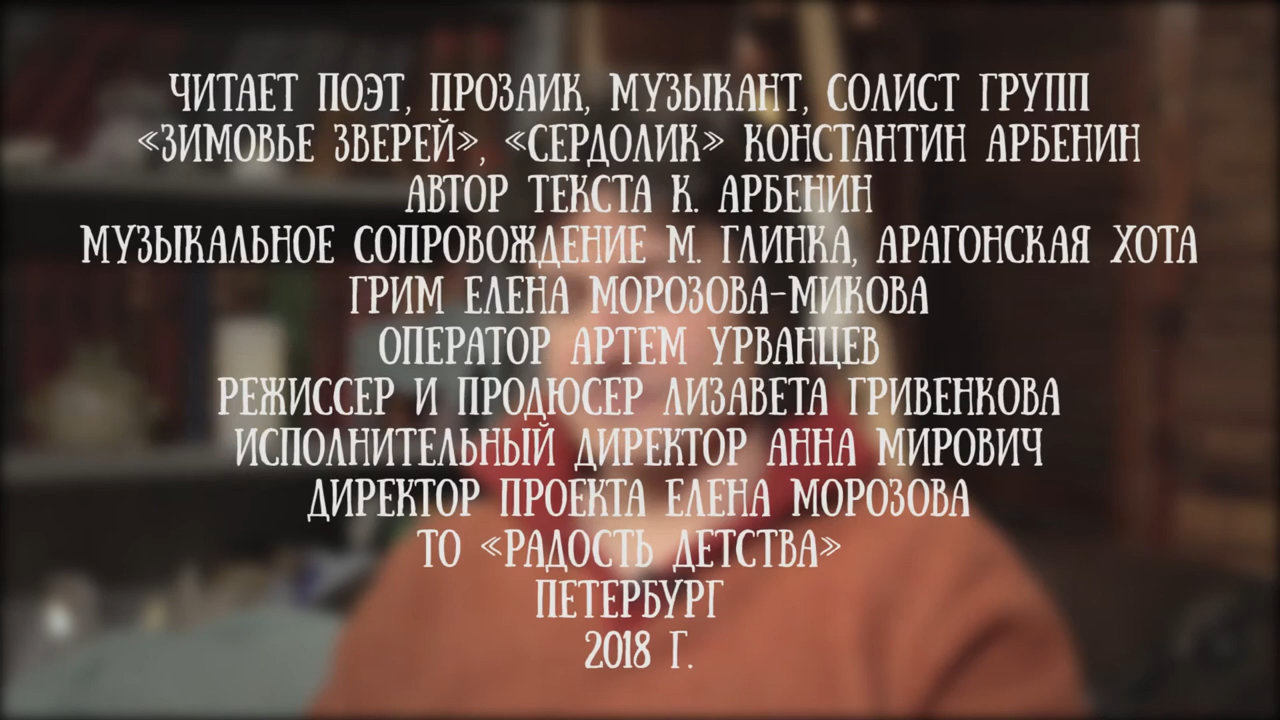 ЧИТАЕТ ПОЭТ, ПРОЗАИК, МУЗЫКАНТ, СОЛИСТ ГРУПП
«ЗИМОВЬЕ ЗВЕРЕЙ», «СЕРДОЛИК» КОНСТАНТИН АРБЕНИН
АВТОР ТЕКСТА К. АРБЕНИН
МУЗЫКАЛЬНОЕ СОПРОВОЖДЕНИЕ М. ГЛИНКА, АРАГОНСКАЯ ХОТА
ГРИМ ЕЛЕНА МОРОЗОВА-МИКОВА
ОПЕРАТОР АРТЕМ УРВАНЦЕВ
РЕЖИССЕР И ПРОДЮСЕР ЛИЗАВЕТА ГРИВЕНКОВА
ИСПОЛНИТЕЛЬНЫЙ ДИРЕКТОР АННА МИРОВИЧ
ДИРЕКТОР ПРОЕКТА ЕЛЕНА МОРОЗОВА
ТО «РАДОСТЬ ДЕТСТВА»
ПЕТЕРБУРГ
2018 Г.